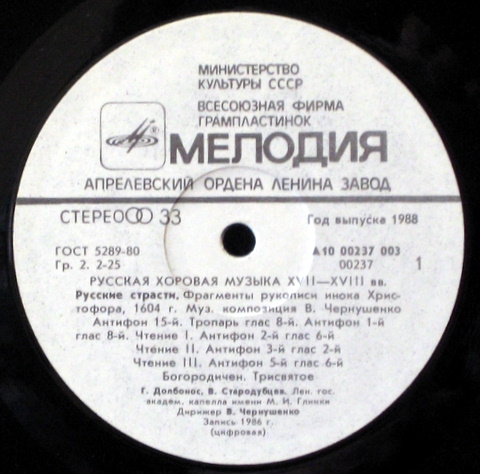 МИНИСТЕРСТВО
КУЛЬТУРЫ СССР
ВСЕСОЮЗНАЯ ФИРМА
ГРАМПЛАСТИНОК
®
МЕЛОДИЯ
АПРЕЛЕВСКИЙ ОРДЕНА ЛЕНИНА ЗАВОД
СТЕРЕО 33 Год выпуска 1988
ГОСТ 5289-80 А10 00237 003
Гр. 2. 2-25 00237 1
РУССКАЯ ХОРОВАЯ МУЗЫКА XVII—XVIII вв.
Русские страсти. Фрагменты рукописи инока Хрис-
тофора, 1604 г. Муз. композиция В. Чернушенко
Антифон 15-й. Тропарь глас 8-й. Антифон 1-й
глас 8-й. Чтение I. Антифон 2-й глас 6-й
Чтение II. Антифон 3-й глас 2-й
Чтение III. Антифон 5-й глас 6-й
Богородичен. Трисвятое
Г. Долбонос, В. Стародубцев. Лен. гос.
академ. капелла имени М. И. Глинки
Дирижер В. Чернушенко
Запись 1986 г.
(цифровая)